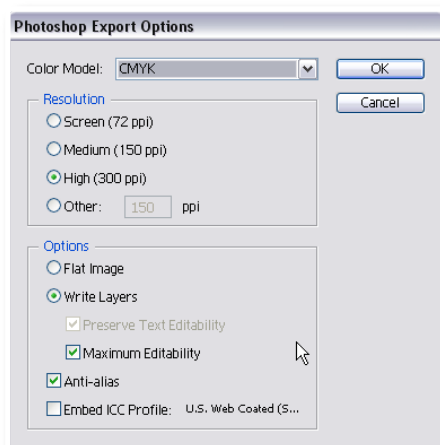 Photoshop Export Options
Color Model: CMYK OK
Resolution Cancel
Screen (72 ppi)
Medium (150 ppi)
High (300 ppi)
Other: 150 ppi
Options
Flat Image
Write Layers
Preserve Text Editability
Maximum Editability
Anti-alias
Embed ICC Profile: U.S. Web Coated (S...